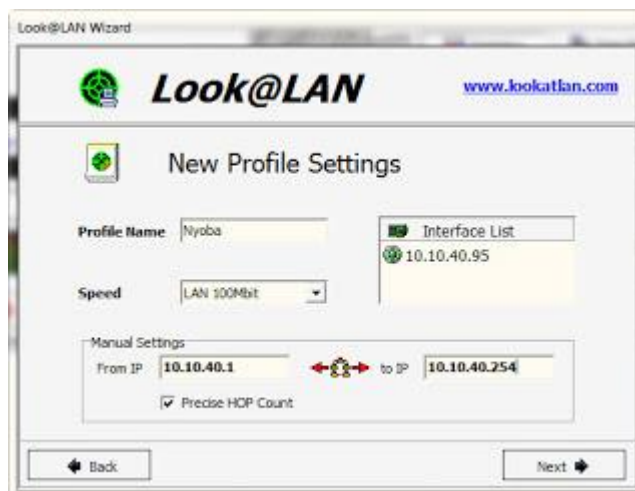 Look@LAN Wizard
Look@LAN
www.lookatlan.com
New Profile Settings
Profile Name Nyoba
Interface List
10.10.40.95
Speed LAN 100Mbit
Manual Settings
From IP 10.10.40.1 to IP 10.10.40.254
Precise HOP Count
Back Next